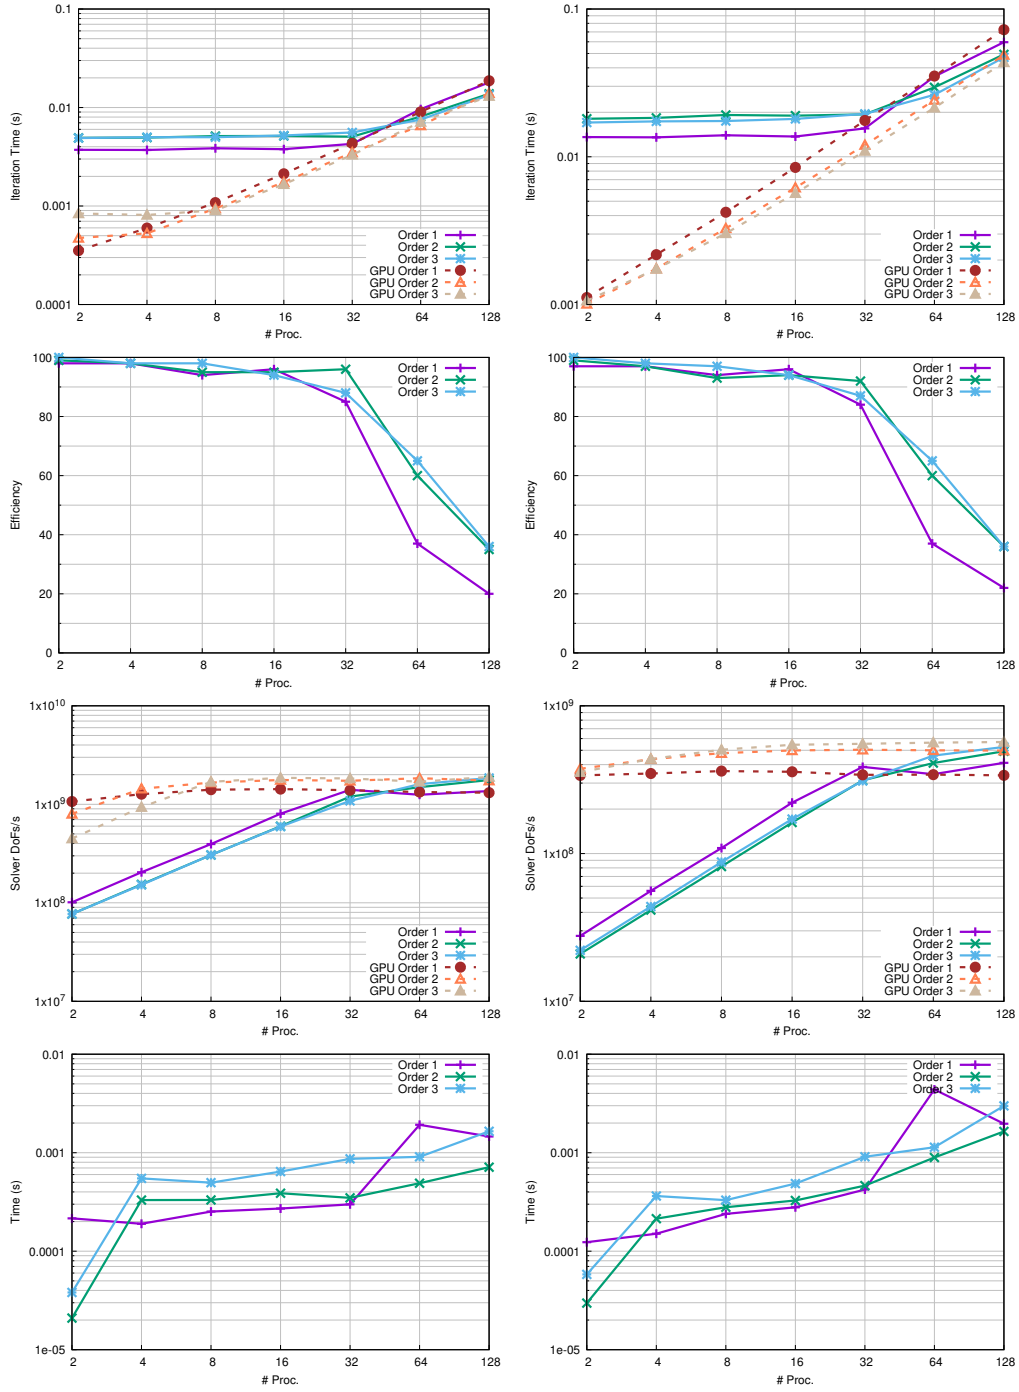 0.1
0.01
0.001
0.0001
Iteration Time (s)
2 4 8 16 32 64 128
# Proc.
Order 1
Order 2
Order 3
GPU Order 1
GPU Order 2
GPU Order 3
0.1
0.01
0.001
Iteration Time (s)
2 4 8 16 32 64 128
# Proc.
Order 1
Order 2
Order 3
GPU Order 1
GPU Order 2
GPU Order 3
100
80
60
40
20
0
Efficiency
2 4 8 16 32 64 128
# Proc.
Order 1
Order 2
Order 3
100
80
60
40
20
0
Efficiency
2 4 8 16 32 64 128
# Proc.
Order 1
Order 2
Order 3
1x10^10
1x10^9
1x10^8
1x10^7
Solver DoFs/s
2 4 8 16 32 64 128
# Proc.
Order 1
Order 2
Order 3
GPU Order 1
GPU Order 2
GPU Order 3
1x10^9
1x10^8
1x10^7
Solver DoFs/s
2 4 8 16 32 64 128
# Proc.
Order 1
Order 2
Order 3
GPU Order 1
GPU Order 2
GPU Order 3
0.01
0.001
0.0001
1e-05
Time (s)
2 4 8 16 32 64 128
# Proc.
Order 1
Order 2
Order 3
0.01
0.001
0.0001
1e-05
Time (s)
2 4 8 16 32 64 128
# Proc.
Order 1
Order 2
Order 3